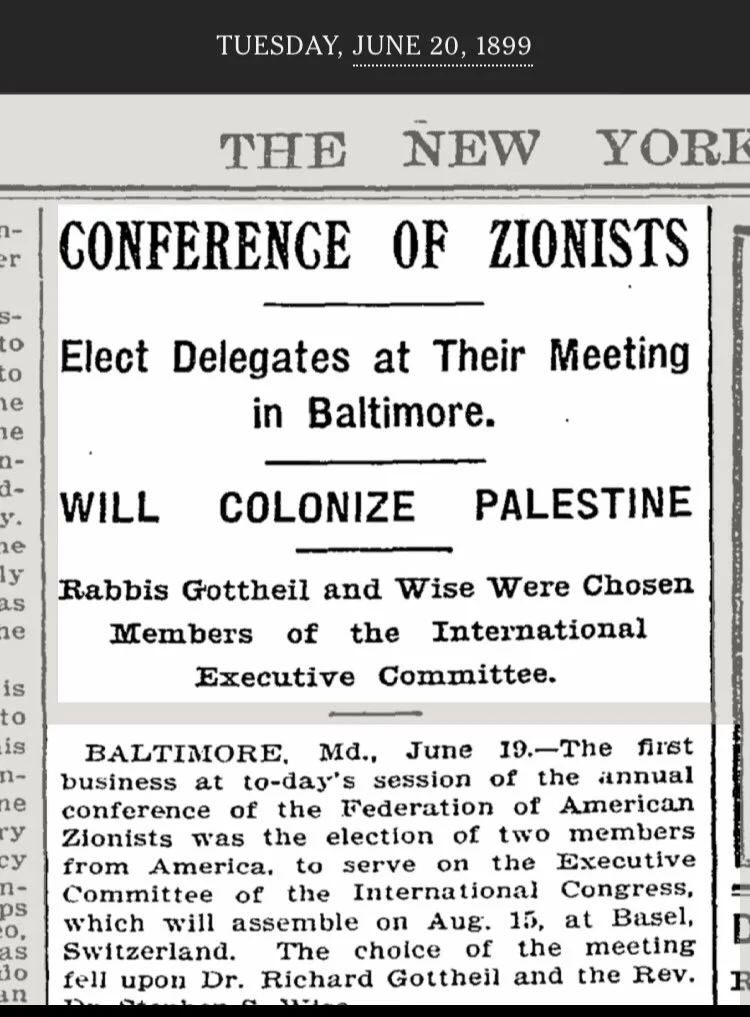 TUESDAY, JUNE 20, 1899
THE NEW YORK
CONFERENCE OF ZIONISTS
Elect Delegates at Their Meeting
in Baltimore.
WILL COLONIZE PALESTINE
Rabbis Gottheil and Wise Were Chosen
Members of the International
Executive Committee.
BALTIMORE, Md., June 19.—The first
business at to-day's session of the annual
conference of the Federation of American
Zionists was the election of two members
from America, to serve on the Executive
Committee of the International Congress,
which will assemble on Aug. 15, at Basel,
Switzerland. The choice of the meeting
fell upon Dr. Richard Gottheil and the Rev.